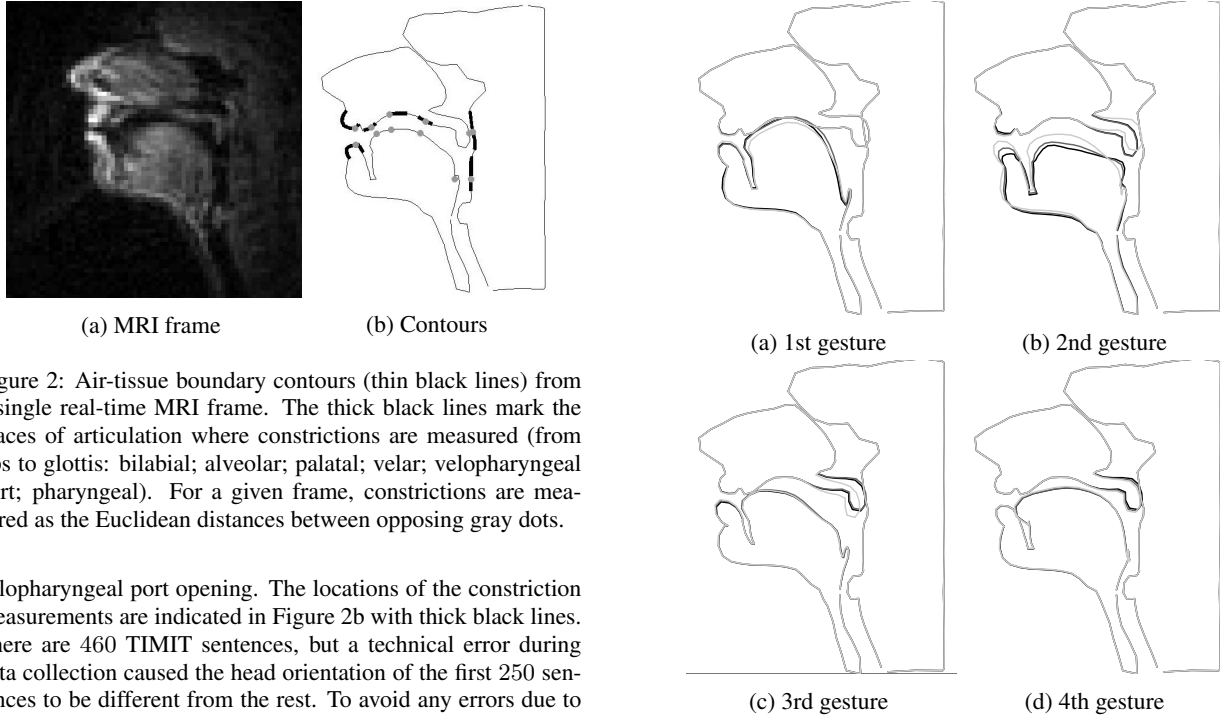 (a) MRI frame
(b) Contours
gure 2: Air-tissue boundary contours (thin black lines) from
single real-time MRI frame. The thick black lines mark the
aces of articulation where constrictions are measured (from
s to glottis: bilabial; alveolar; palatal; velar; velopharyngeal
rt; pharyngeal). For a given frame, constrictions are mea-
red as the Euclidean distances between opposing gray dots.
lopharyngeal port opening. The locations of the constriction
easurements are indicated in Figure 2b with thick black lines.
here are 460 TIMIT sentences, but a technical error during
ta collection caused the head orientation of the first 250 sen-
nces to be different from the rest. To avoid any errors due to
(a) 1st gesture
(b) 2nd gesture
(c) 3rd gesture
(d) 4th gesture